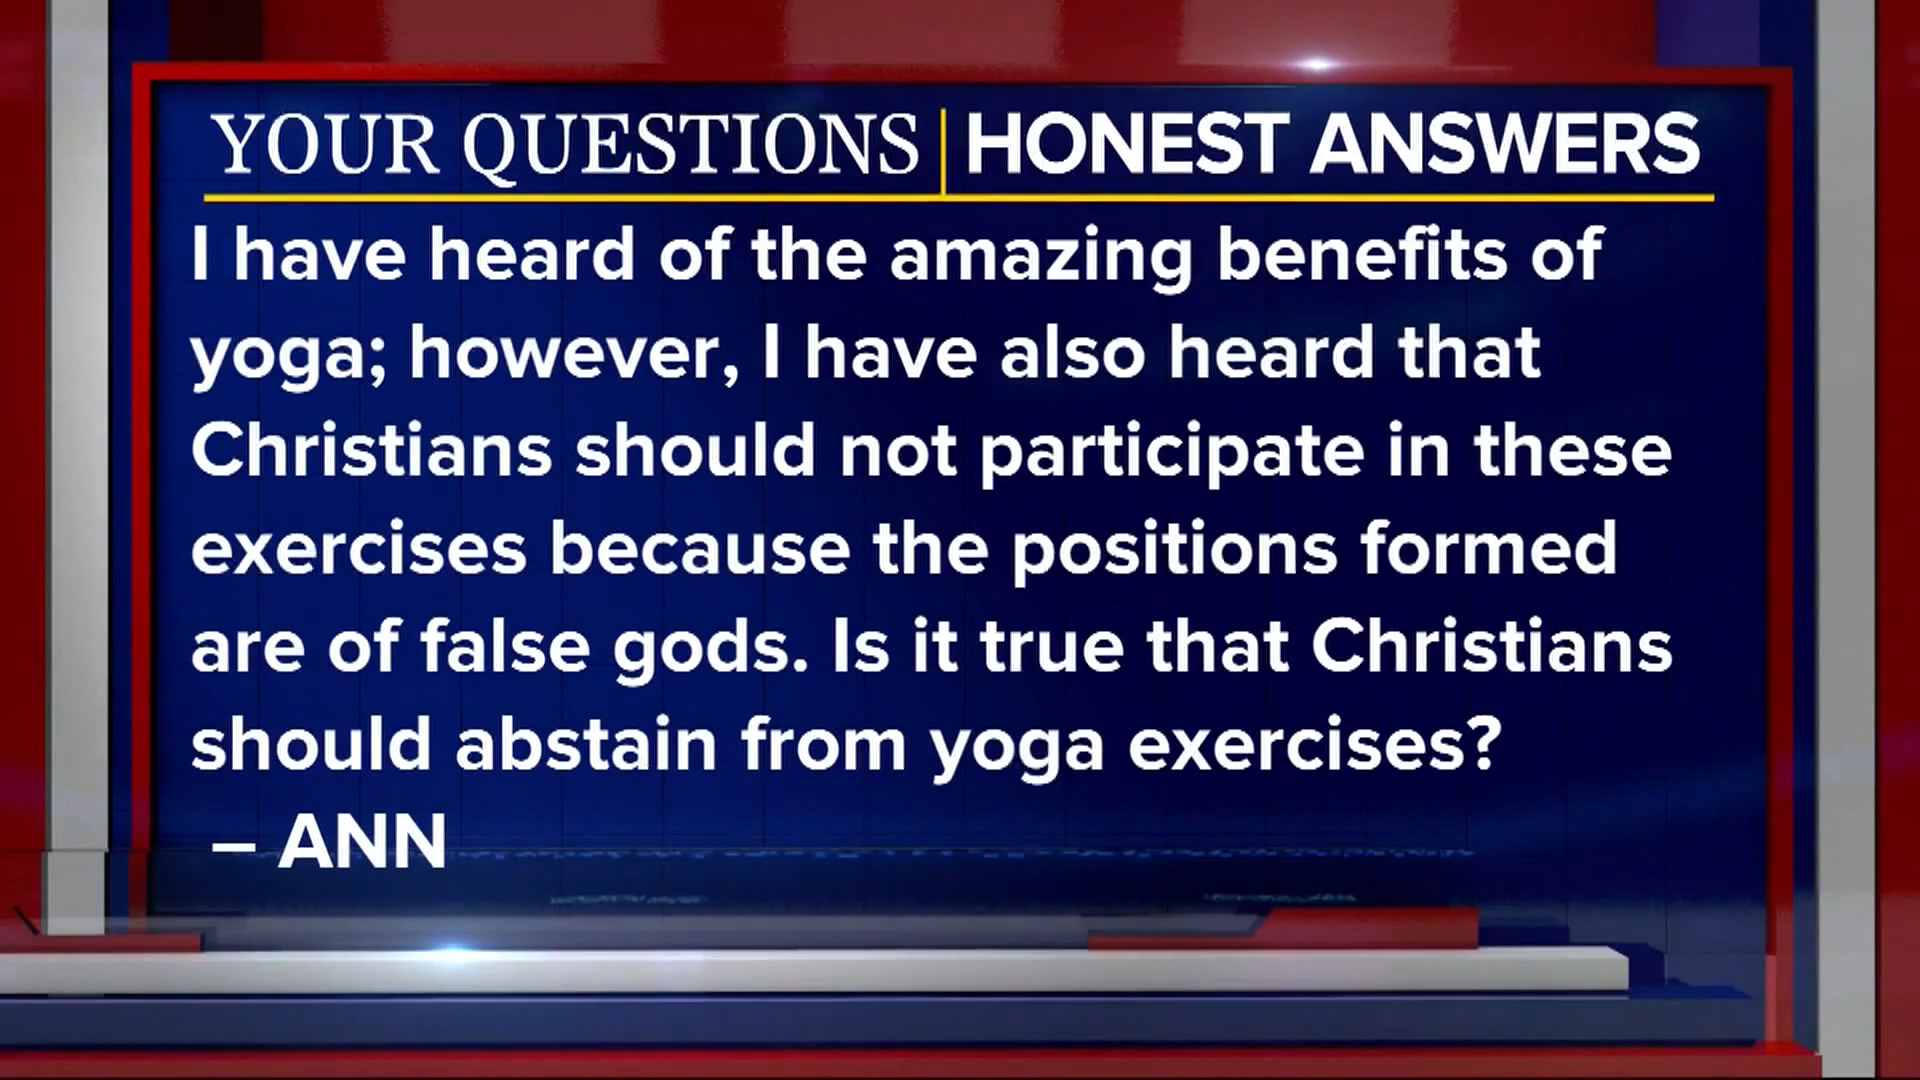 YOUR QUESTIONS | HONEST ANSWERS
I have heard of the amazing benefits of
yoga; however, I have also heard that
Christians should not participate in these
exercises because the positions formed
are of false gods. Is it true that Christians
should abstain from yoga exercises?
– ANN